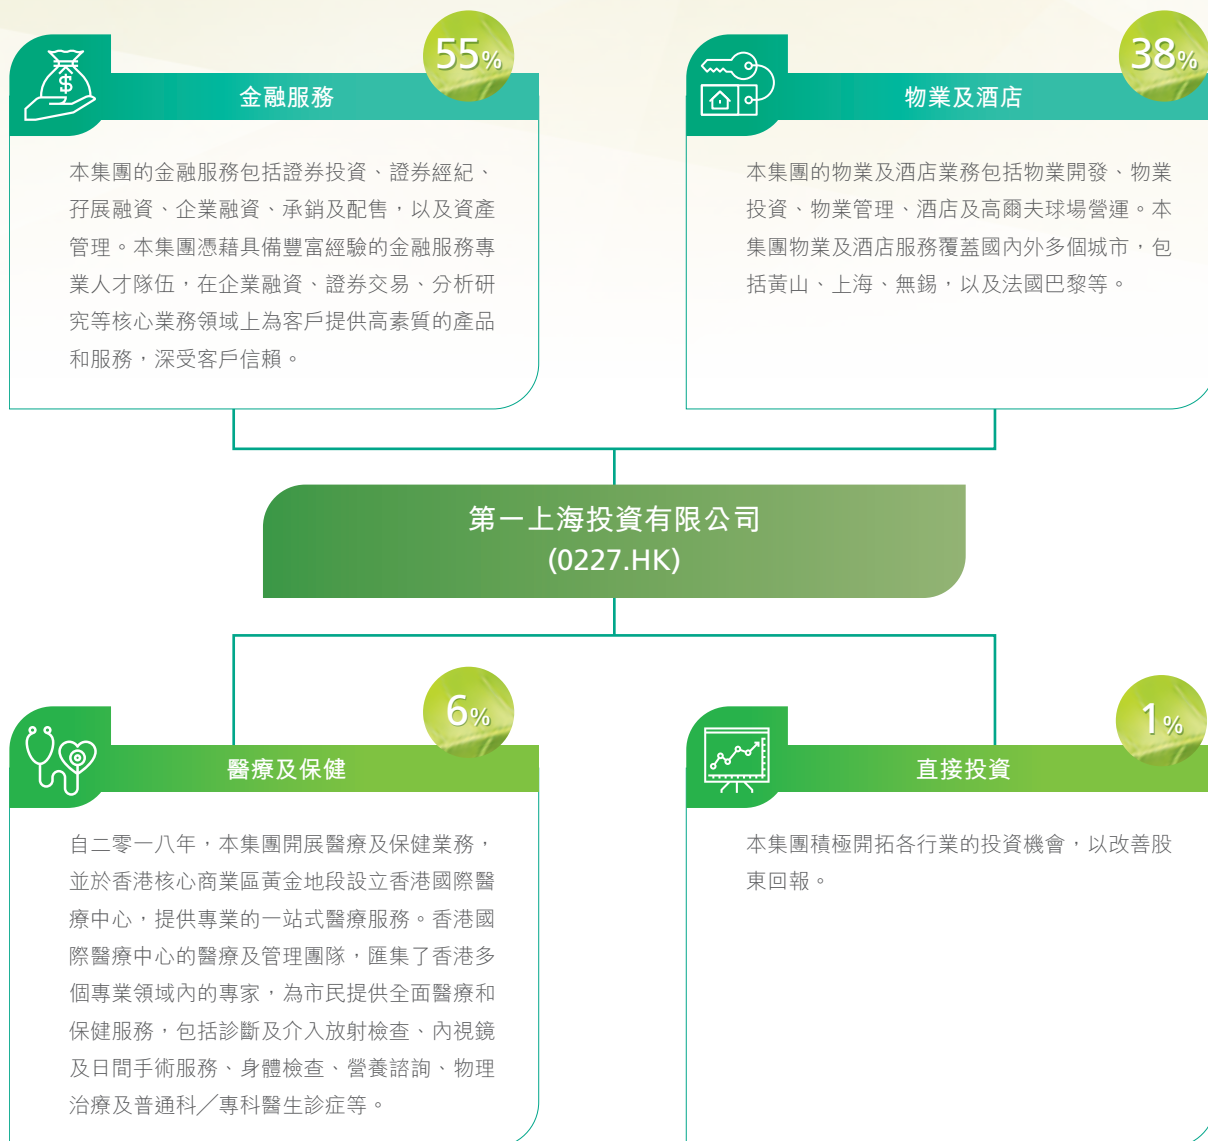 55%
金融服務
本集團的金融服務包括證券投資、證券經紀、
孖展融資、企業融資、承銷及配售，以及資產
管理。本集團憑藉具備豐富經驗的金融服務專
業人才隊伍，在企業融資、證券交易、分析研
究等核心業務領域上為客戶提供高素質的產品
和服務，深受客戶信賴。
38%
物業及酒店
本集團的物業及酒店業務包括物業開發、物業
投資、物業管理、酒店及高爾夫球場營運。本
集團物業及酒店服務覆蓋國內外多個城市，包
括黃山、上海、無錫，以及法國巴黎等。
第一上海投資有限公司
(0227.HK)
6%
醫療及保健
自二零一八年，本集團開展醫療及保健業務，
並於香港核心商業區黃金地段設立香港國際醫
療中心，提供專業的一站式醫療服務。香港國
際醫療中心的醫療及管理團隊，匯集了香港多
個專業領域內的專家，為市民提供全面醫療和
保健服務，包括診斷及介入放射檢查、內視鏡
及日間手術服務、身體檢查、營養諮詢、物理
治療及普通科／專科醫生診症等。
1%
直接投資
本集團積極開拓各行業的投資機會，以改善股
東回報。